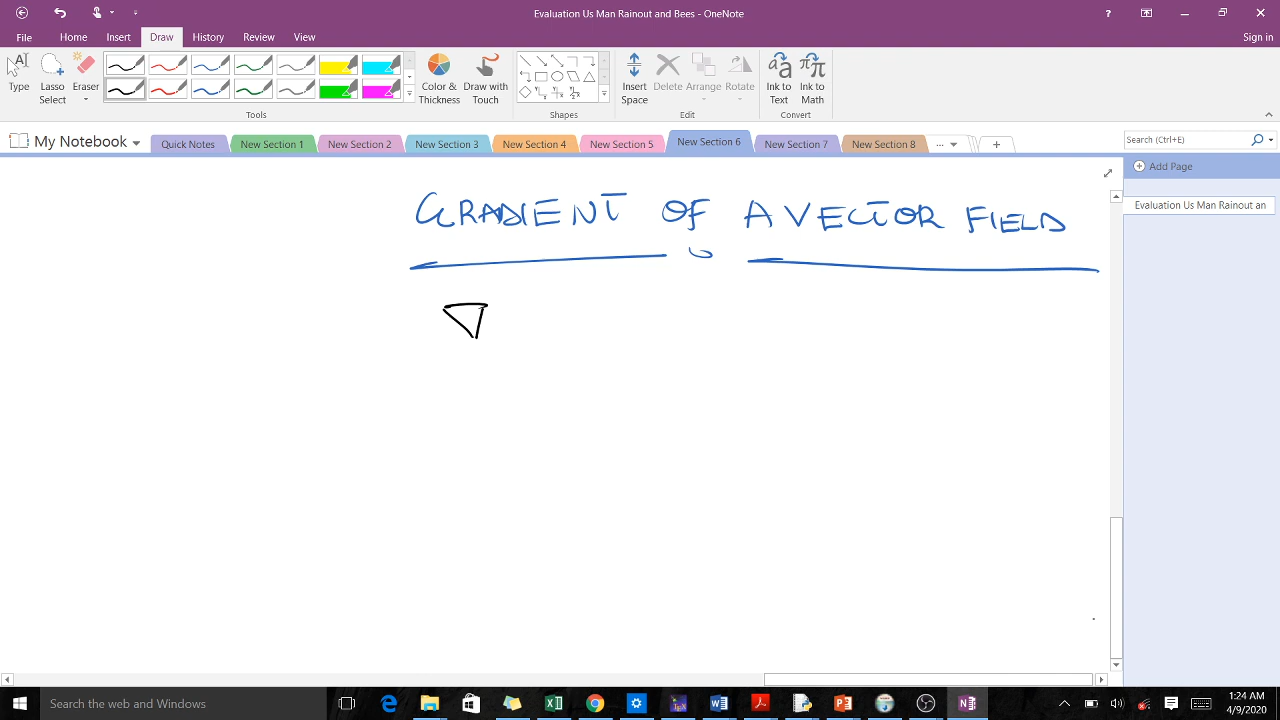 Evaluation Us Man Rainout and Bees - OneNote
File Home Insert Draw History Review View Sign in
Type
Lasso Select
Eraser
Color & Thickness
Draw with Touch
Insert Space
Delete
Arrange
Rotate
Ink to Text
Ink to Math
Tools Shapes Edit Convert
My Notebook Quick Notes New Section 1 New Section 2 New Section 3 New Section 4 New Section 5 New Section 6 New Section 7 New Section 8 ... Search (Ctrl+E)
Add Page
Evaluation Us Man Rainout an
GRADIENT OF A VECTOR FIELD
∇
Search the web and Windows
1:24 AM
4/9/2020